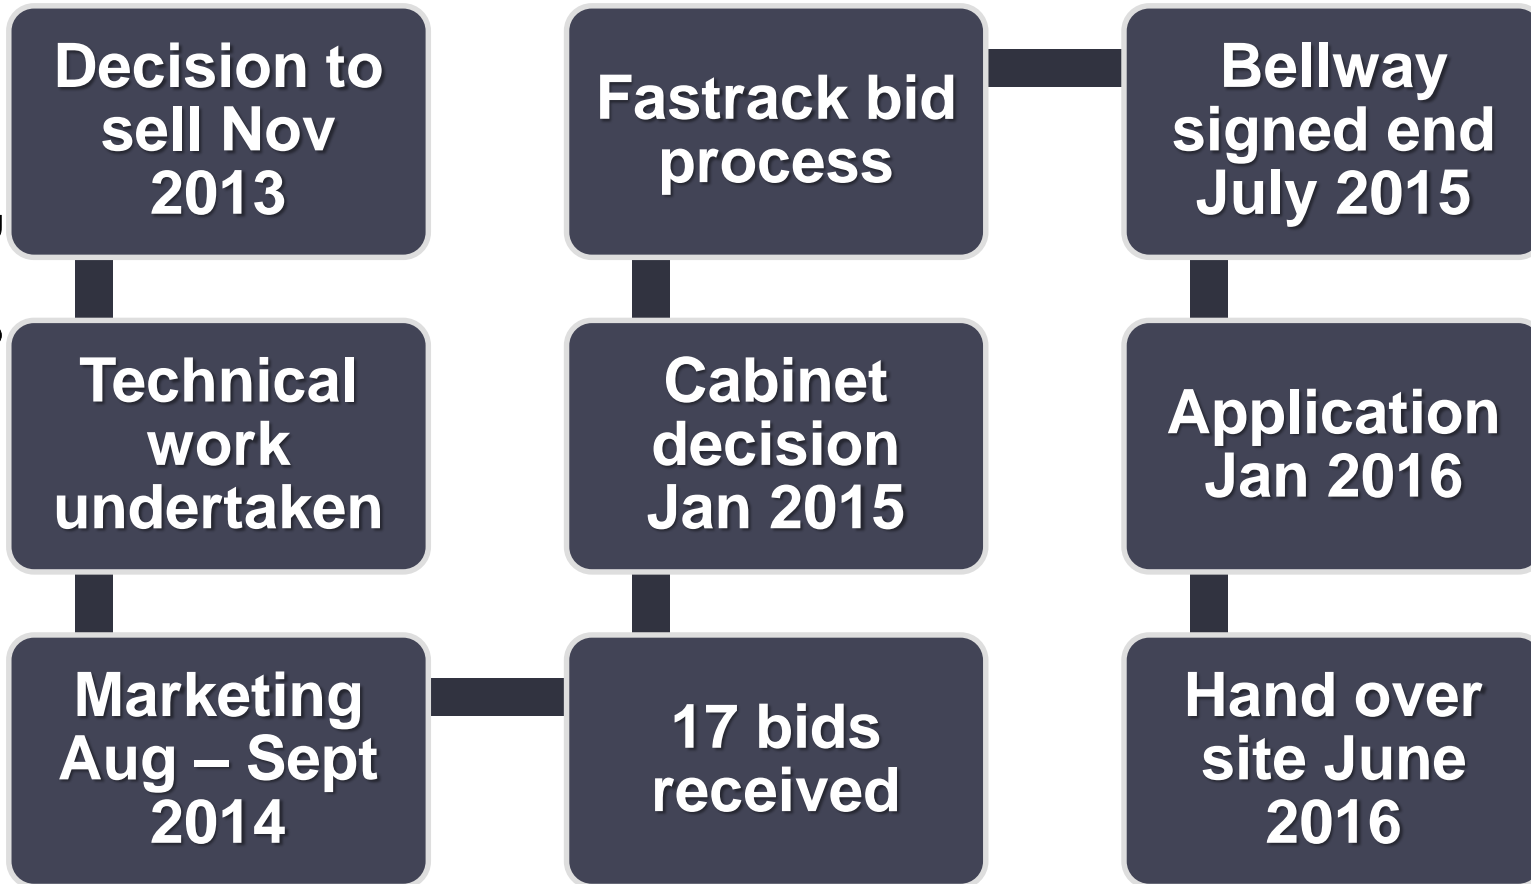 Decision to
sell Nov
2013
Technical
work
undertaken
Marketing
Aug – Sept
2014
17 bids
received
Cabinet
decision
Jan 2015
Fastrack bid
process
Bellway
signed end
July 2015
Application
Jan 2016
Hand over
site June
2016